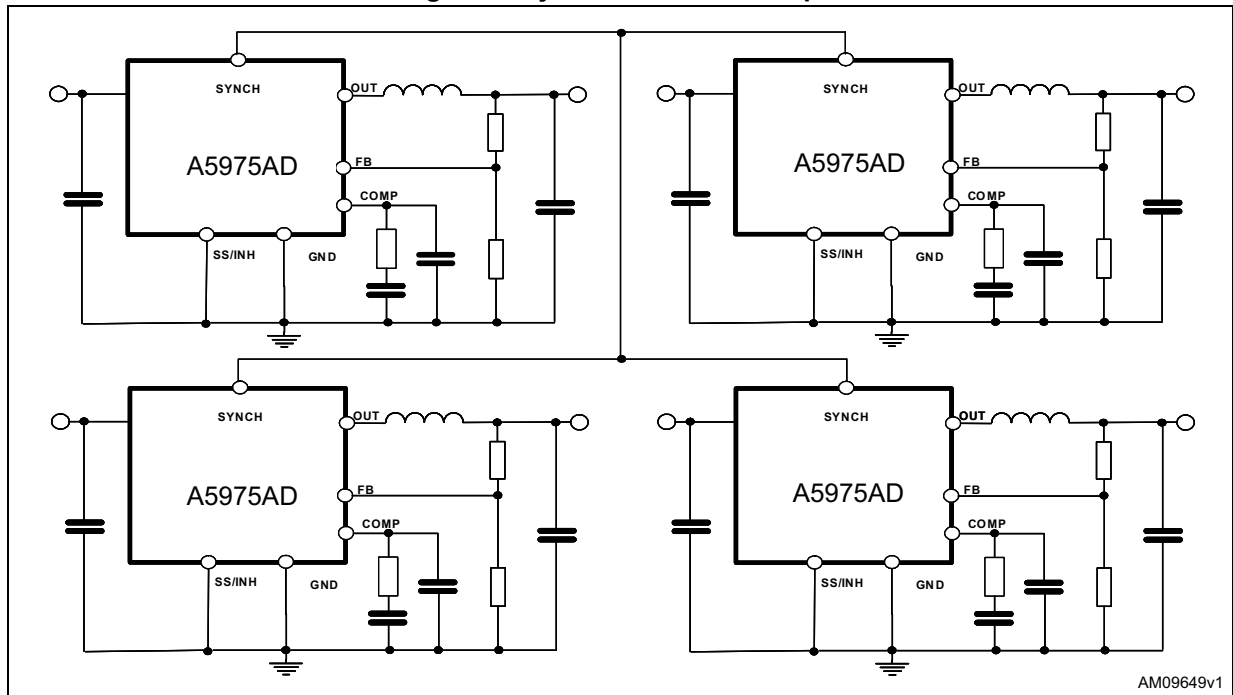 SYNCH
OUT
A5975AD
FB
COMP
SS/INH
GND
SYNCH
OUT
A5975AD
FB
COMP
SS/INH
GND
SYNCH
OUT
A5975AD
FB
COMP
SS/INH
GND
SYNCH
OUT
A5975AD
FB
COMP
SS/INH
GND
AM09649v1